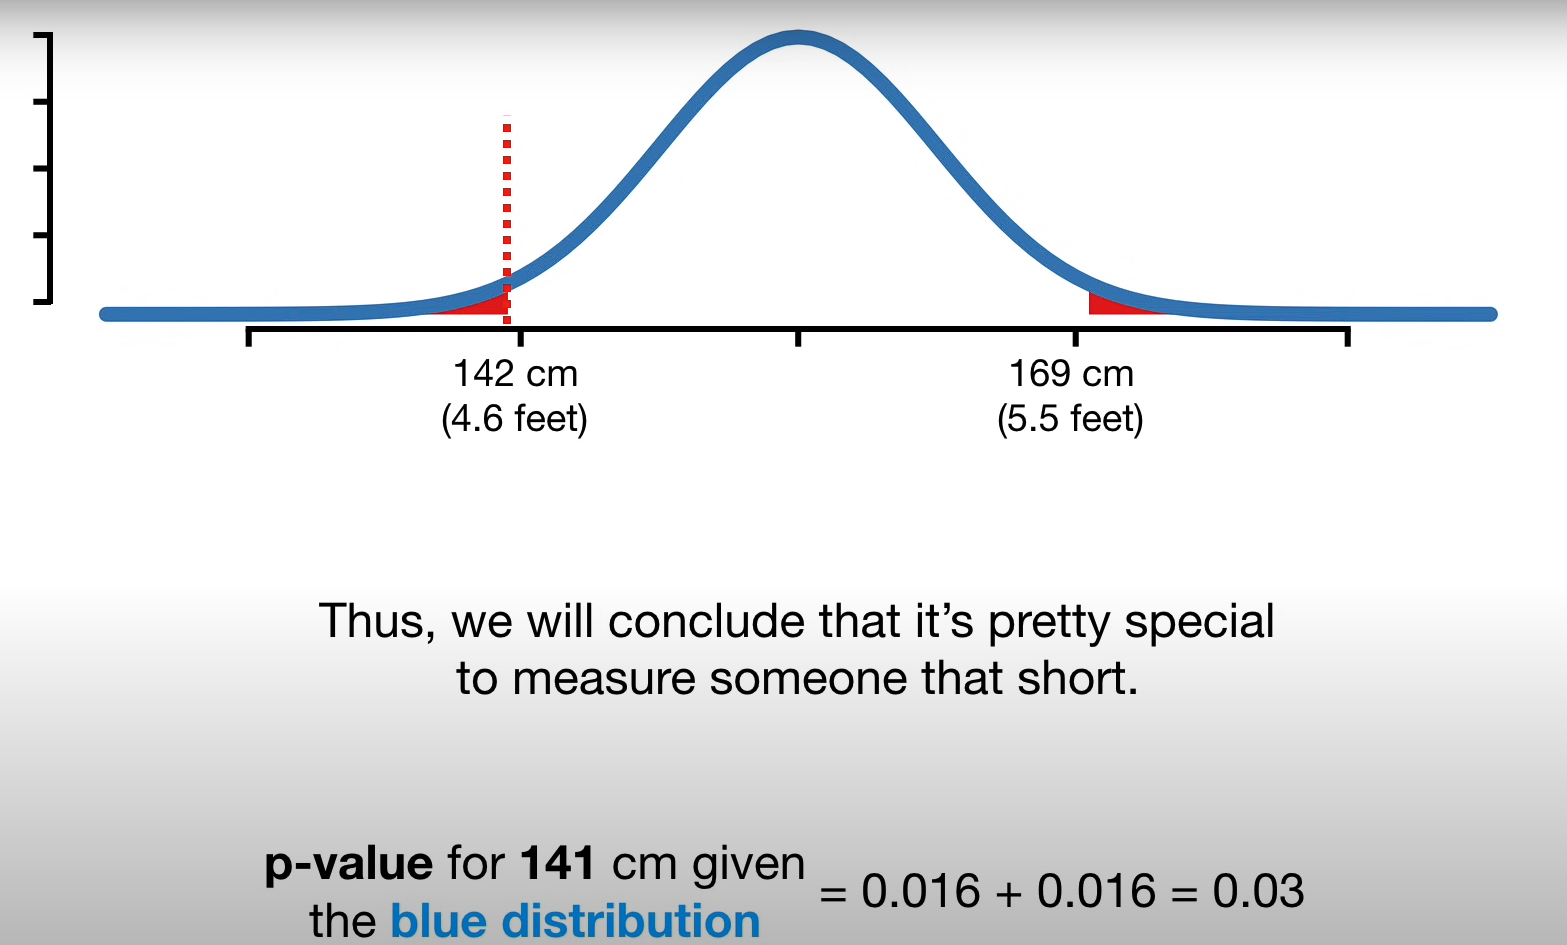 142 cm
(4.6 feet)
169 cm
(5.5 feet)
Thus, we will conclude that it’s pretty special
to measure someone that short.
p-value for 141 cm given
the blue distribution
= 0.016 + 0.016 = 0.03